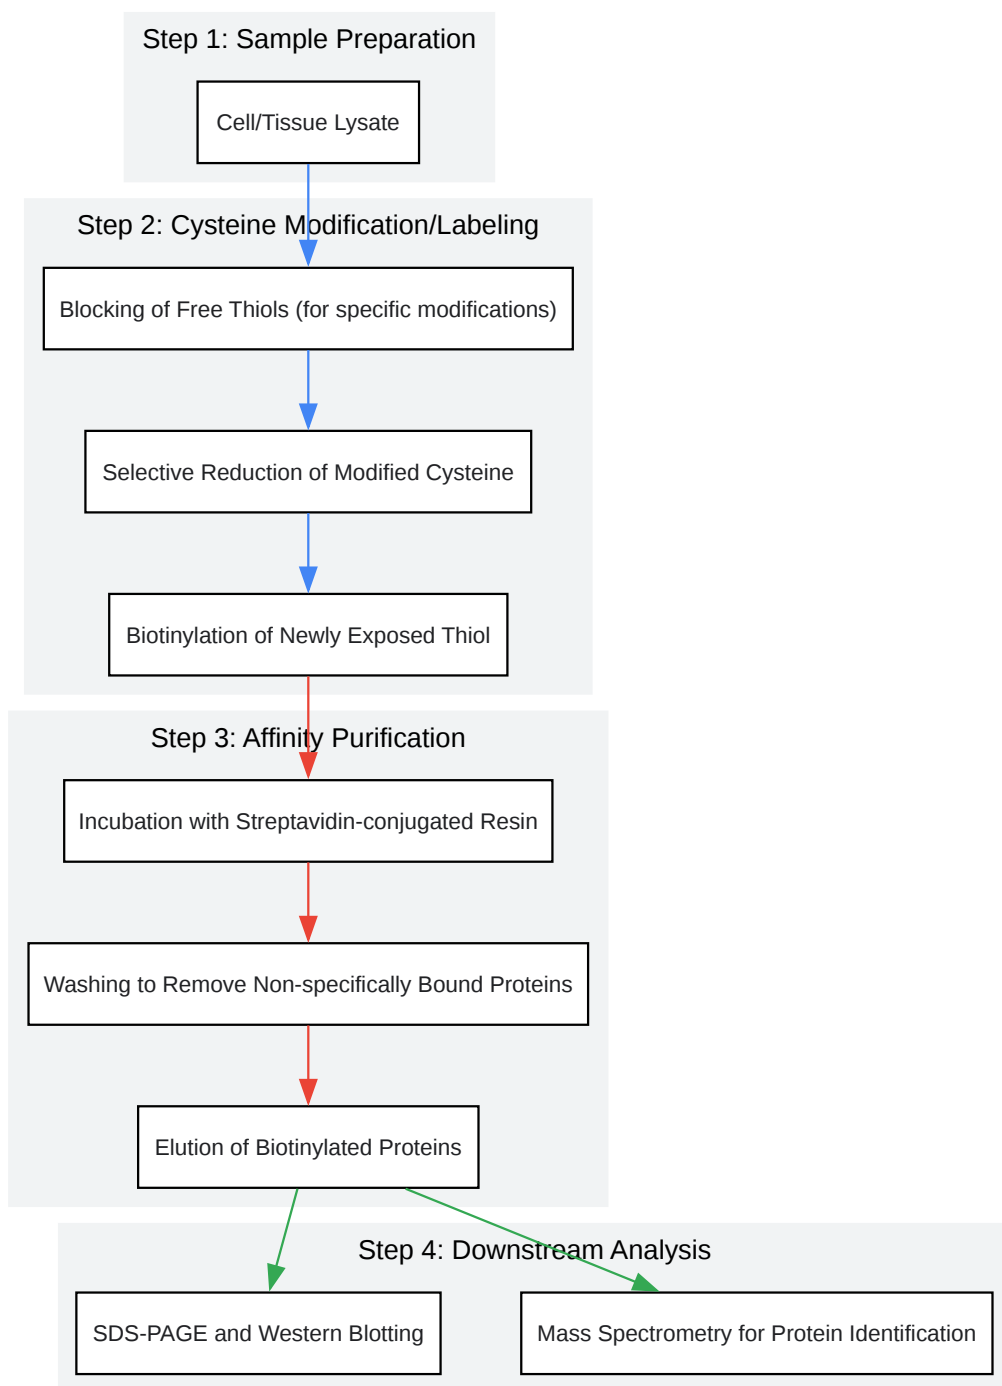 Step 1: Sample Preparation
Cell/Tissue Lysate
Step 2: Cysteine Modification/Labeling
Blocking of Free Thiols (for specific modifications)
Selective Reduction of Modified Cysteine
Biotinylation of Newly Exposed Thiol
Step 3: Affinity Purification
Incubation with Streptavidin-conjugated Resin
Washing to Remove Non-specifically Bound Proteins
Elution of Biotinylated Proteins
Step 4: Downstream Analysis
SDS-PAGE and Western Blotting
Mass Spectrometry for Protein Identification